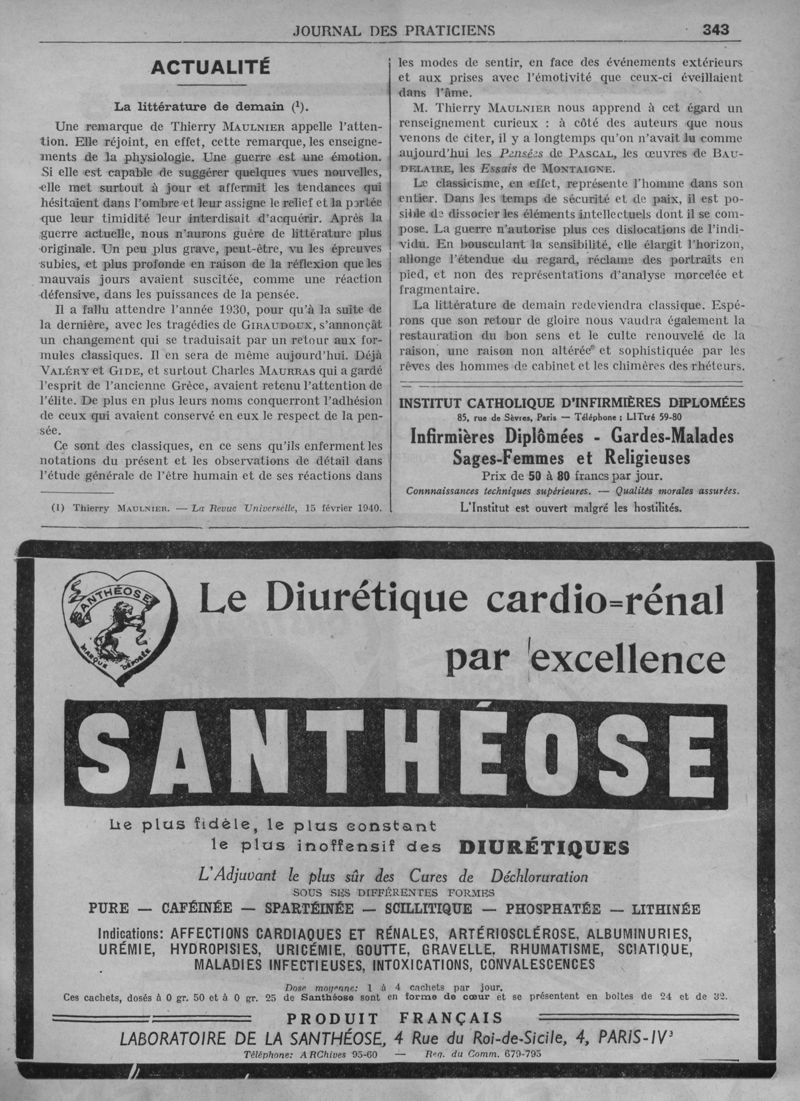 JOURNAL DES PRATICIENS 343
ACTUALITÉ
La littérature de demain (¹).
Une remarque de Thierry MAULNIER appelle l'atten-
tion. Elle réjoint, en effet, cette remarque, les enseigne-
ments de la physiologie. Une guerre est une émotion.
Si elle est capable de suggérer quelques vues nouvelles,
elle met surtout à jour et affermit les tendances qui
hésitaient dans l'ombre et leur assigne le relief et la portée
que leur timidité leur interdisait d'acquérir. Après la
guerre actuelle, nous n'aurons guère de littérature plus
originale. Un peu plus grave, peut-être, vu les épreuves
subies, et plus profonde en raison de la réflexion que les
mauvais jours avaient suscitée, comme une réaction
défensive, dans les puissances de la pensée.
Il a fallu attendre l'année 1930, pour qu'à la suite de
la dernière, avec les tragédies de GIRAUDOUX, s'annonçât
un changement qui se traduisait par un retour aux for-
mules classiques. Il en sera de même aujourd'hui. Déjà
VALÉRY et GIDE, et surtout Charles MAURRAS qui a gardé
l'esprit de l'ancienne Grèce, avaient retenu l'attention de
l'élite. De plus en plus leurs noms conquerront l'adhésion
de ceux qui avaient conservé en eux le respect de la pen-
sée.
Ce sont des classiques, en ce sens qu'ils enferment les
notations du présent et les observations de détail dans
l'étude générale de l'être humain et de ses réactions dans
(1) Thierry MAULNIER. — La Revue Universelle, 15 février 1940.
les modes de sentir, en face des événements extérieurs
et aux prises avec l'émotivité que ceux-ci éveillaient
dans l'âme.
M. Thierry MAULNIER nous apprend à cet égard un
renseignement curieux : à côté des auteurs que nous
venons de citer, il y a longtemps qu'on n'avait lu comme
aujourd'hui les Pensées de PASCAL, les œuvres de BAU-
DELAIRE, les Essais de MONTAIGNE.
Le classicisme, en effet, représente l'homme dans son
entier. Dans les temps de sécurité et de paix, il est po-
sible de dissocier les éléments intellectuels dont il se com-
pose. La guerre n'autorise plus ces dislocations de l'indi-
vidu. En bousculant la sensibilité, elle élargit l'horizon,
allonge l'étendue du regard, réclame des portraits en
pied, et non des représentations d'analyse morcelée et
fragmentaire.
La littérature de demain redeviendra classique. Espé-
rons que son retour de gloire nous vaudra également la
restauration du bon sens et le culte renouvelé de la
raison, une raison non altérée et sophistiquée par les
rêves des hommes de cabinet et les chimères des rhéteurs.
INSTITUT CATHOLIQUE D'INFIRMIÈRES DIPLOMÉES
85, rue de Sèvres, Paris — Téléphone : LITtré 59-80
Infirmières Diplômées - Gardes-Malades
Sages-Femmes et Religieuses
Prix de 50 à 80 francs par jour.
Connnaissances techniques supérieures. — Qualités morales assurées.
L'Institut est ouvert malgré les hostilités.
SANTHÉOSE
MARQUE DÉPOSÉE
Le Diurétique cardio=rénal
par excellence
SANTHÉOSE
Le plus fidèle, le plus constant
le plus inoffensif des DIURÉTIQUES
L'Adjuvant le plus sûr des Cures de Déchloruration
SOUS SES DIFFÉRENTES FORMES
PURE — CAFÉINÉE — SPARTÉINÉE — SCILLITIQUE — PHOSPHATÉE — LITHINÉE
Indications: AFFECTIONS CARDIAQUES ET RÉNALES, ARTÉRIOSCLÉROSE, ALBUMINURIES,
URÉMIE, HYDROPISIES, URICÉMIE, GOUTTE, GRAVELLE, RHUMATISME, SCIATIQUE,
MALADIES INFECTIEUSES, INTOXICATIONS, CONVALESCENCES
Dose moyenne: 1 à 4 cachets par jour.
Ces cachets, dosés à 0 gr. 50 et à 0 gr. 25 de Santhéose sont en forme de cœur et se présentent en boîtes de 24 et de 32.
PRODUIT FRANÇAIS
LABORATOIRE DE LA SANTHÉOSE, 4 Rue du Roi-de-Sicile, 4, PARIS-IVᵉ
Téléphone: ARChives 95-60 — Reg. du Comm. 679-795